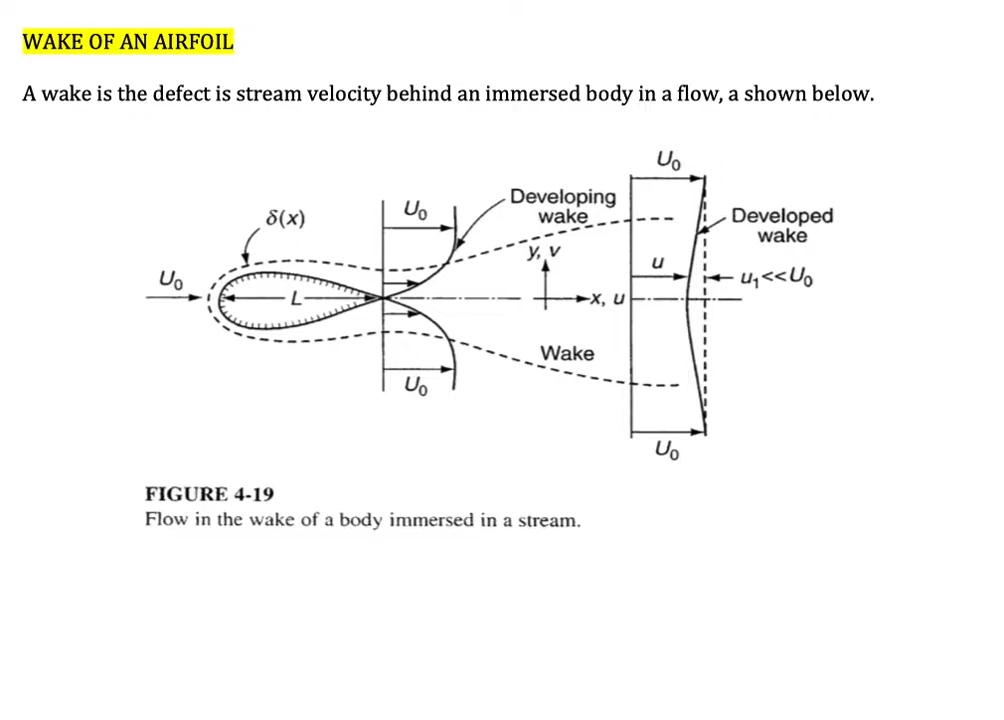 WAKE OF AN AIRFOIL
A wake is the defect is stream velocity behind an immersed body in a flow, a shown below.
U₀
Developing
wake
δ(x)
U₀
Developed
wake
y, v
U₀
u
u₁<<U₀
L
x, u
Wake
U₀
U₀
FIGURE 4-19
Flow in the wake of a body immersed in a stream.